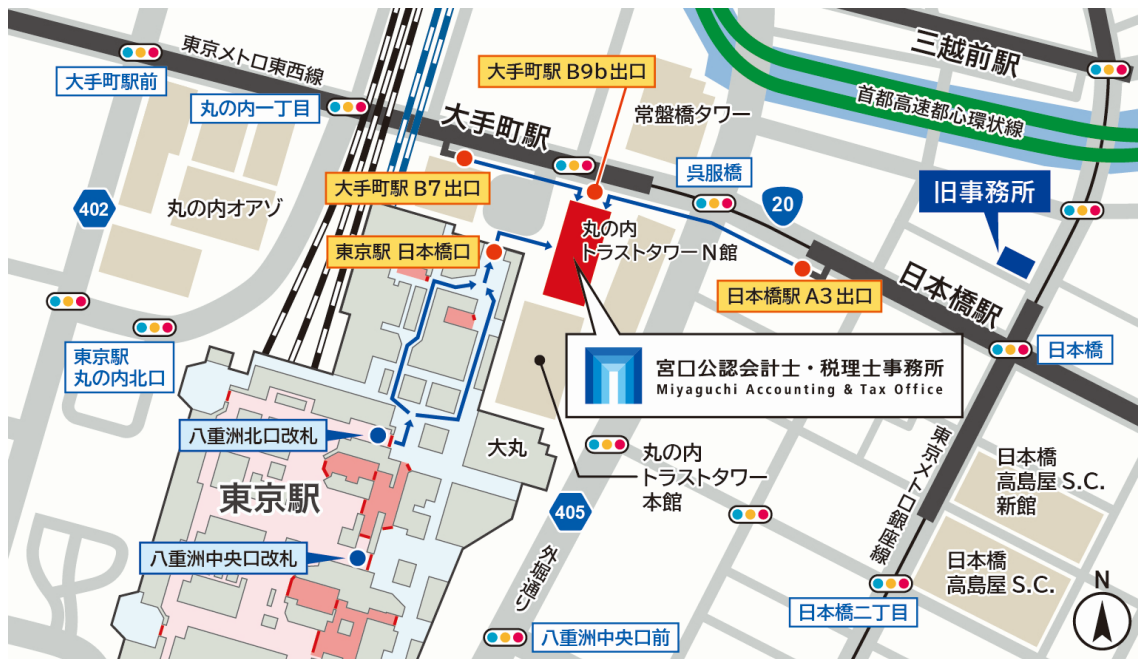 東京メトロ東西線
大手町駅前
丸の内一丁目
大手町駅 B9b出口
三越前駅
首都高速都心環状線
大手町駅
常盤橋タワー
呉服橋
20
旧事務所
大手町駅 B7出口
402
丸の内オアゾ
東京駅 日本橋口
丸の内
トラストタワーN館
日本橋駅 A3出口
日本橋駅
日本橋
東京駅
丸の内北口
宮口公認会計士・税理士事務所
Miyaguchi Accounting & Tax Office
八重洲北口改札
大丸
丸の内
トラストタワー
本館
東京メトロ銀座線
日本橋
高島屋 S.C.
新館
東京駅
405
八重洲中央口改札
外堀通り
日本橋
高島屋 S.C.
日本橋二丁目
八重洲中央口前
N